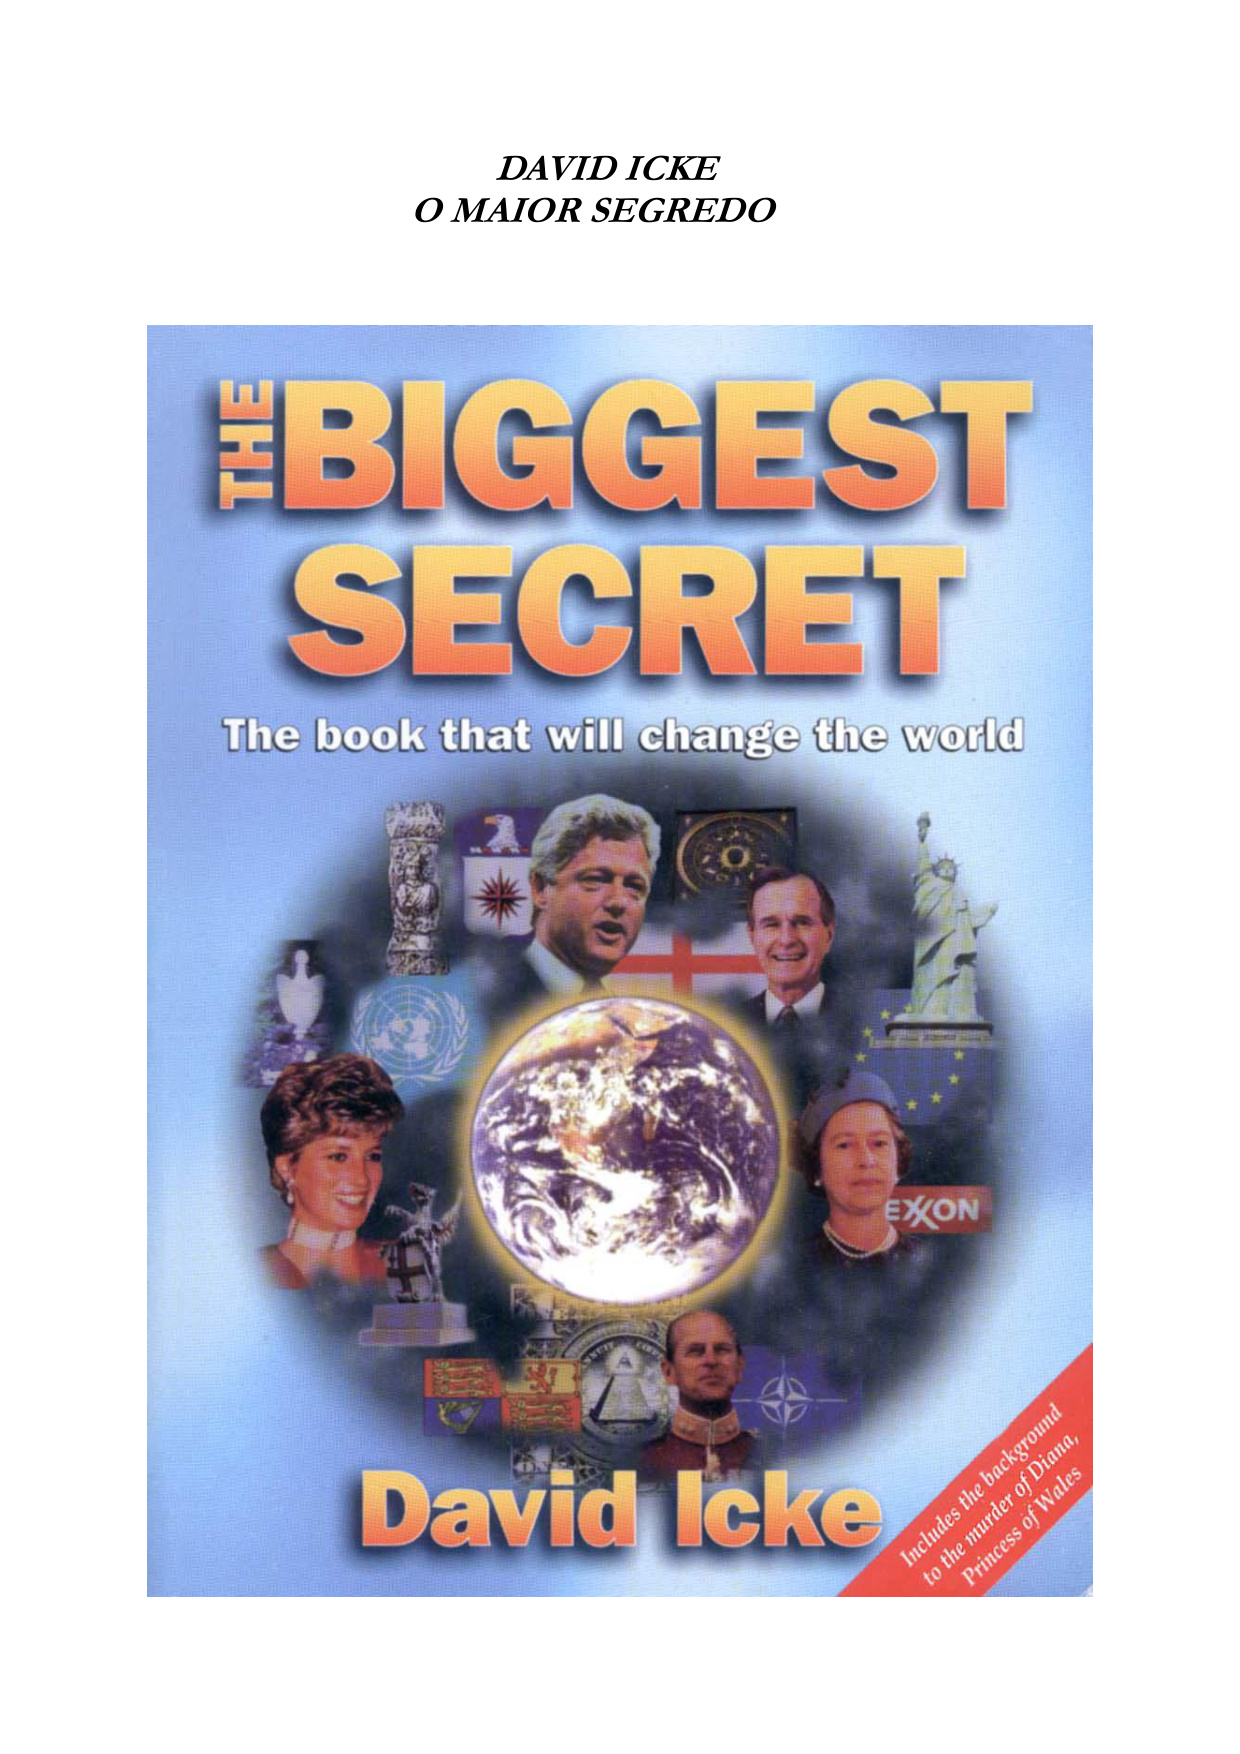 DAVID ICKE
O MAIOR SEGREDO
THE BIGGEST
SECRET
The book that will change the world
EXXON
David Icke
Includes the background
to the murder of Diana,
Princess of Wales